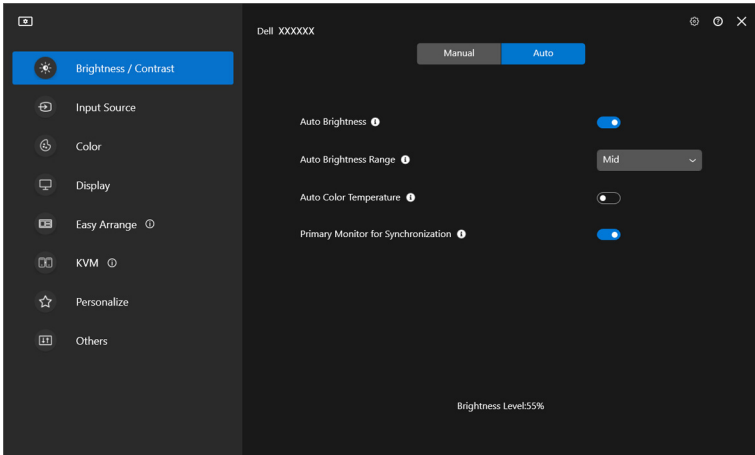 Dell XXXXXX
Manual
Auto
Brightness / Contrast
Input Source
Color
Display
Easy Arrange
KVM
Personalize
Others
Auto Brightness
Auto Brightness Range
Mid
Auto Color Temperature
Primary Monitor for Synchronization
Brightness Level:55%